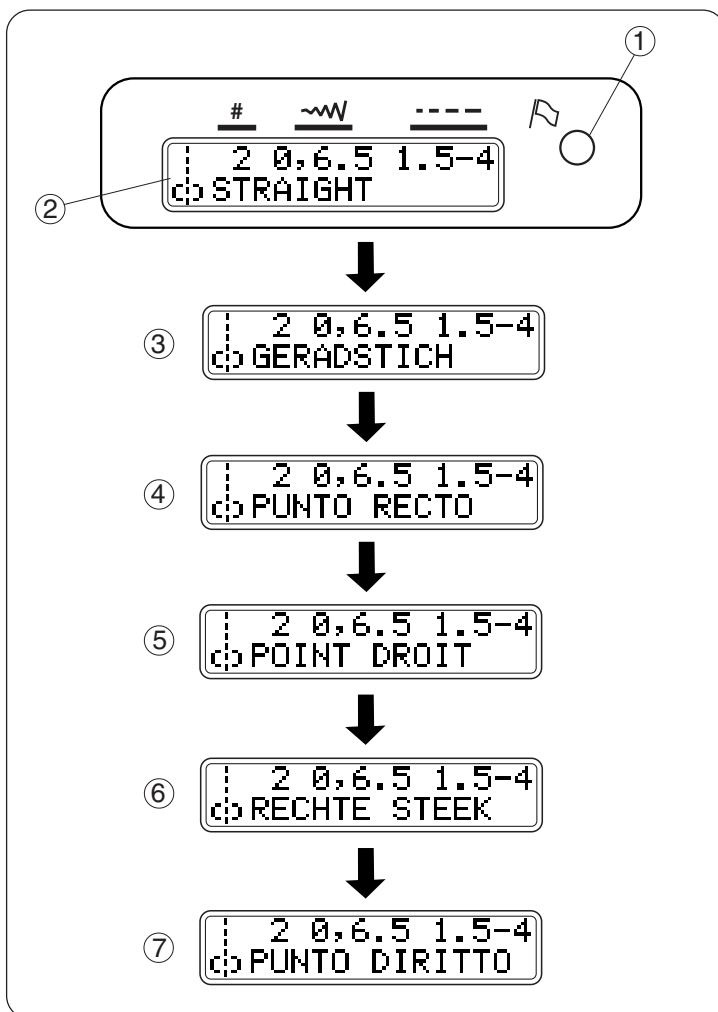 ①
#
2 0,6.5 1.5-4
② STRAIGHT
③ 2 0,6.5 1.5-4
GERADSTICH
④ 2 0,6.5 1.5-4
PUNTO RECTO
⑤ 2 0,6.5 1.5-4
POINT DROIT
⑥ 2 0,6.5 1.5-4
RECHTE STEEK
⑦ 2 0,6.5 1.5-4
PUNTO DIRITTO